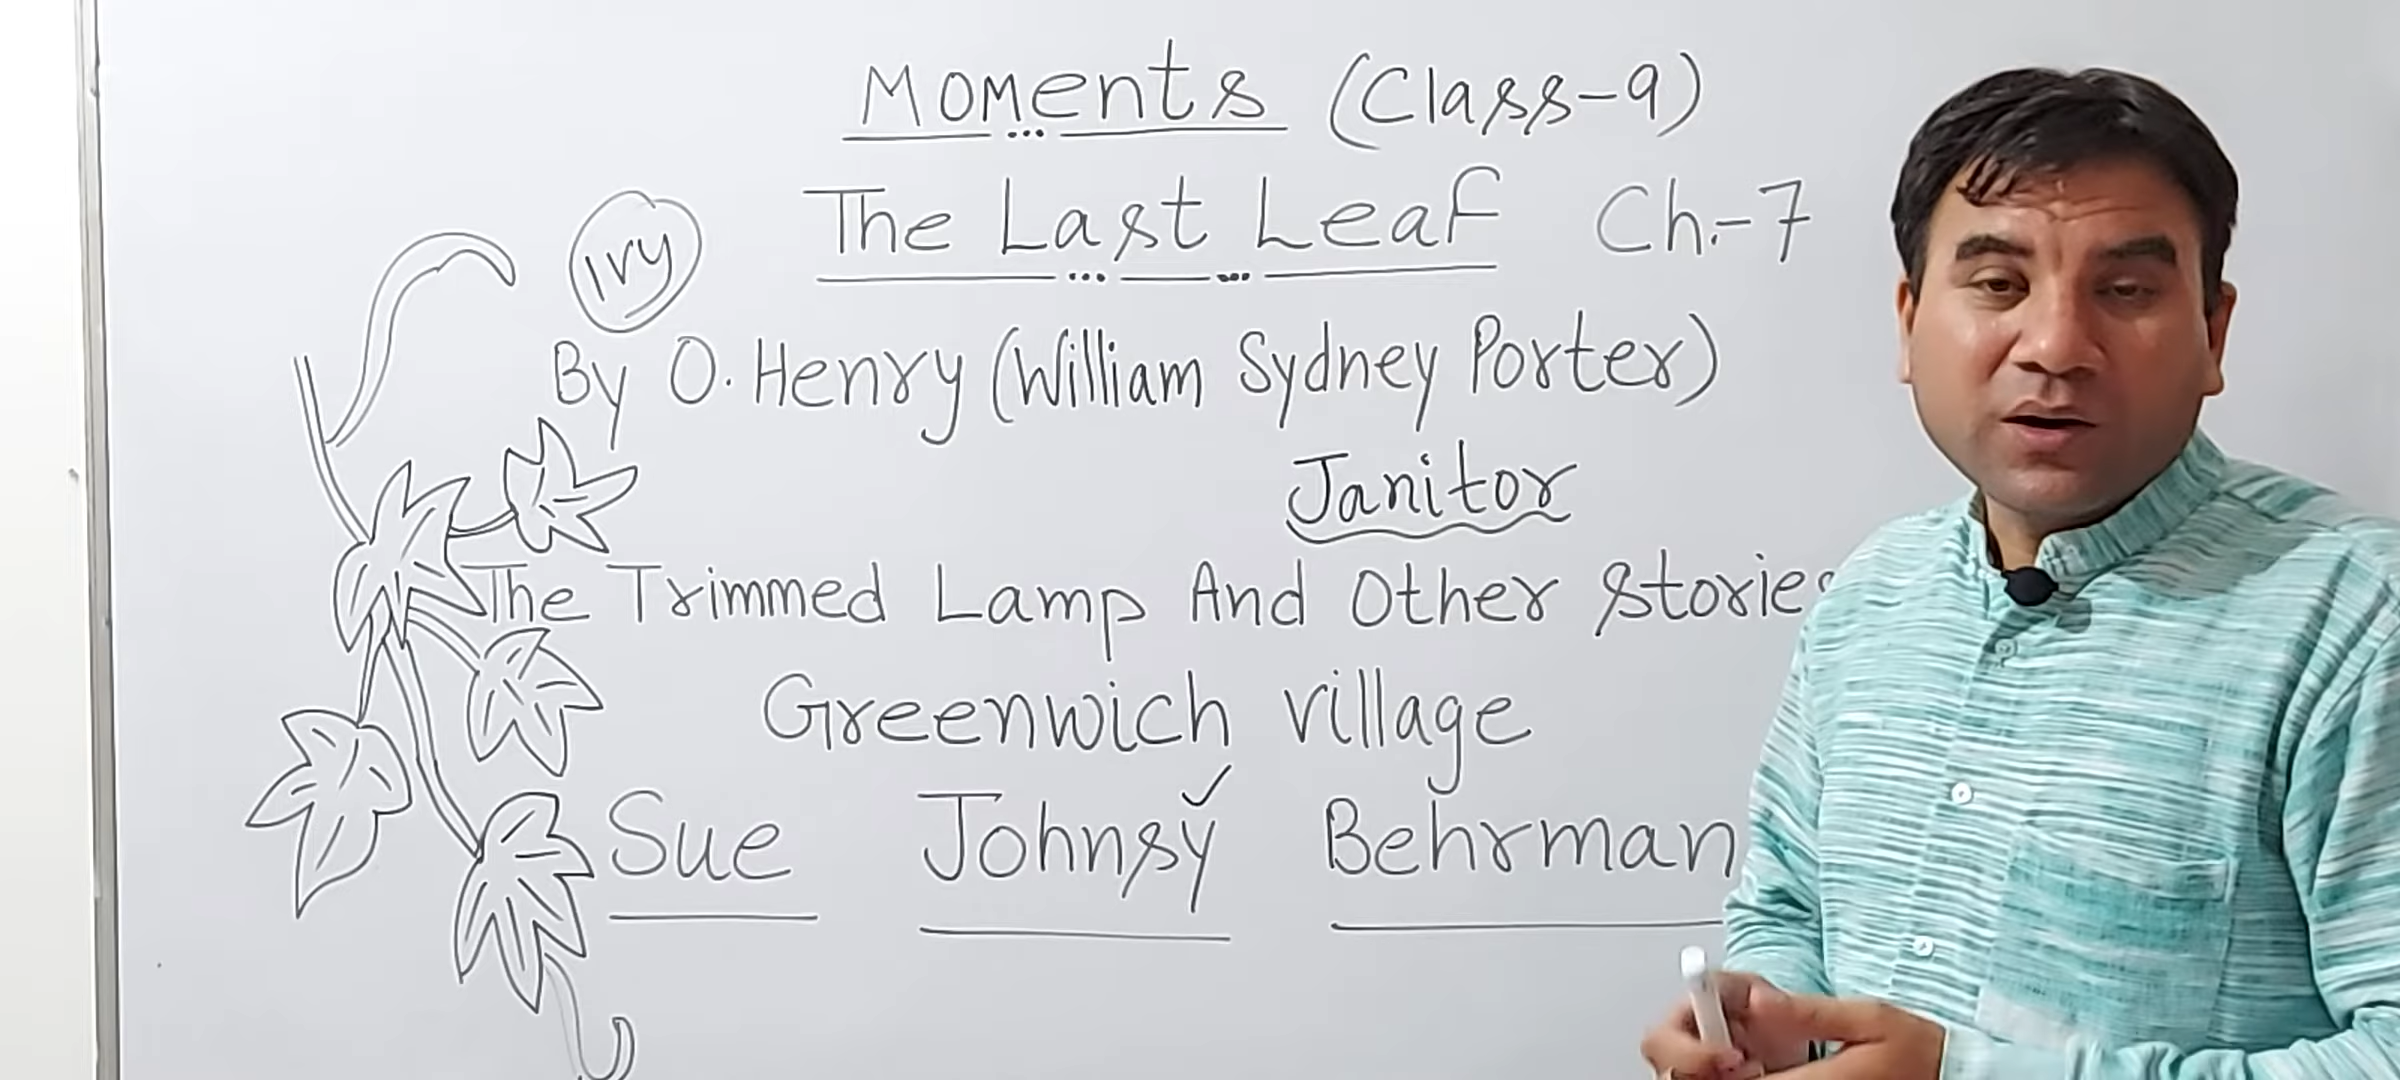 Moments (Class-9)
The Last Leaf Ch.-7
Ivy
By O. Henry (William Sydney Porter)
Janitor
The Trimmed Lamp And Other Stories
Greenwich village
Sue Johnsy Behrman